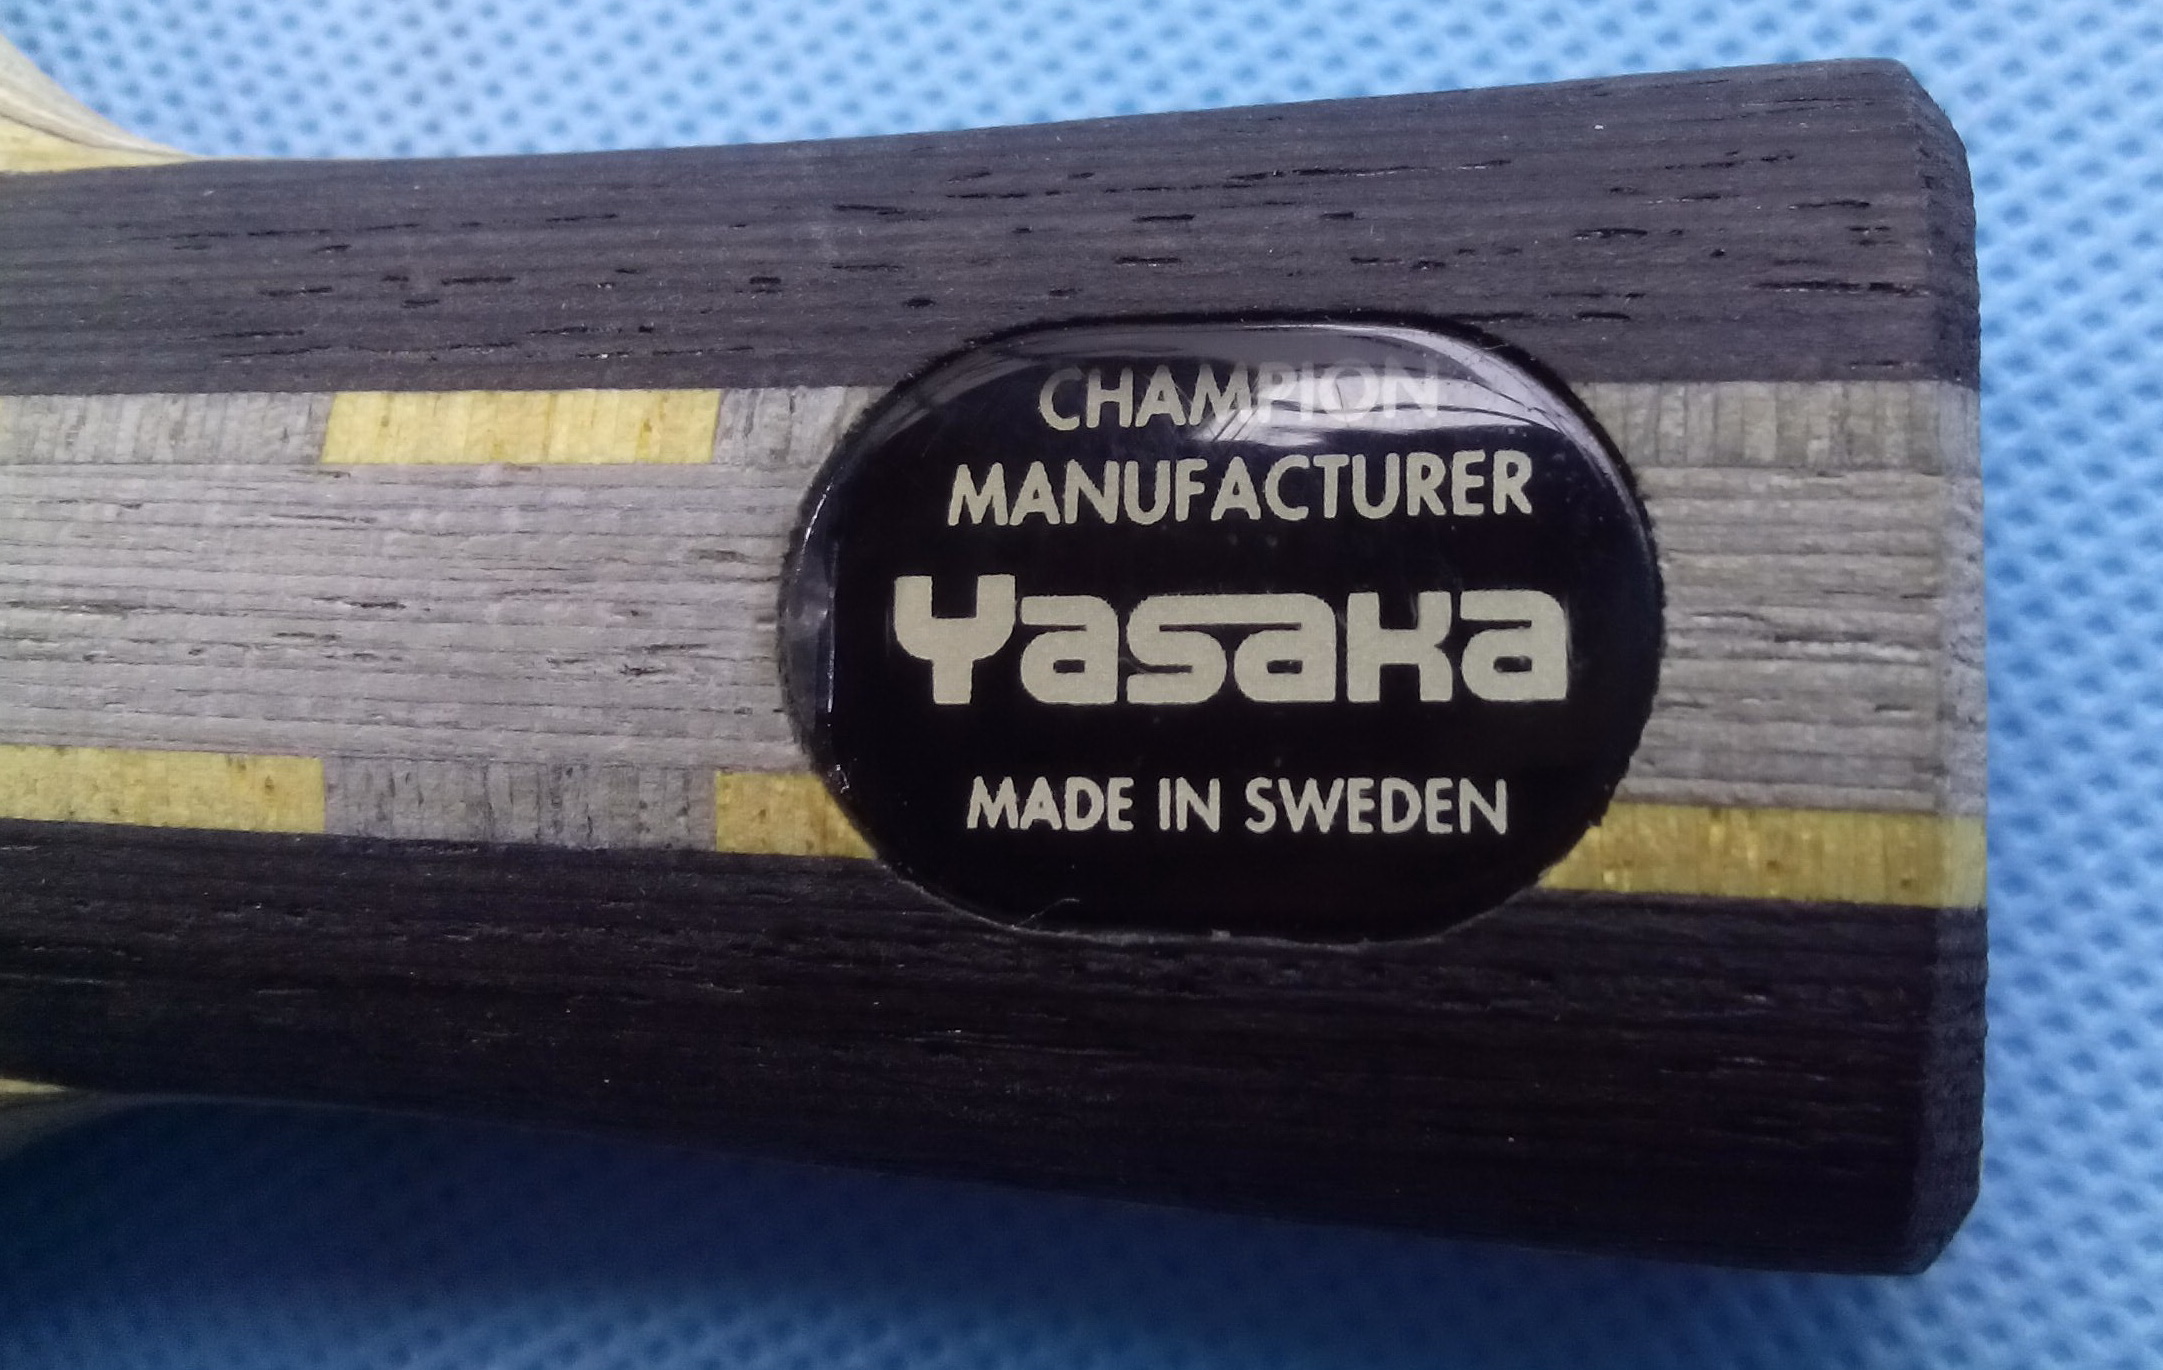 CHAMPION
MANUFACTURER
Yasaka
MADE IN SWEDEN